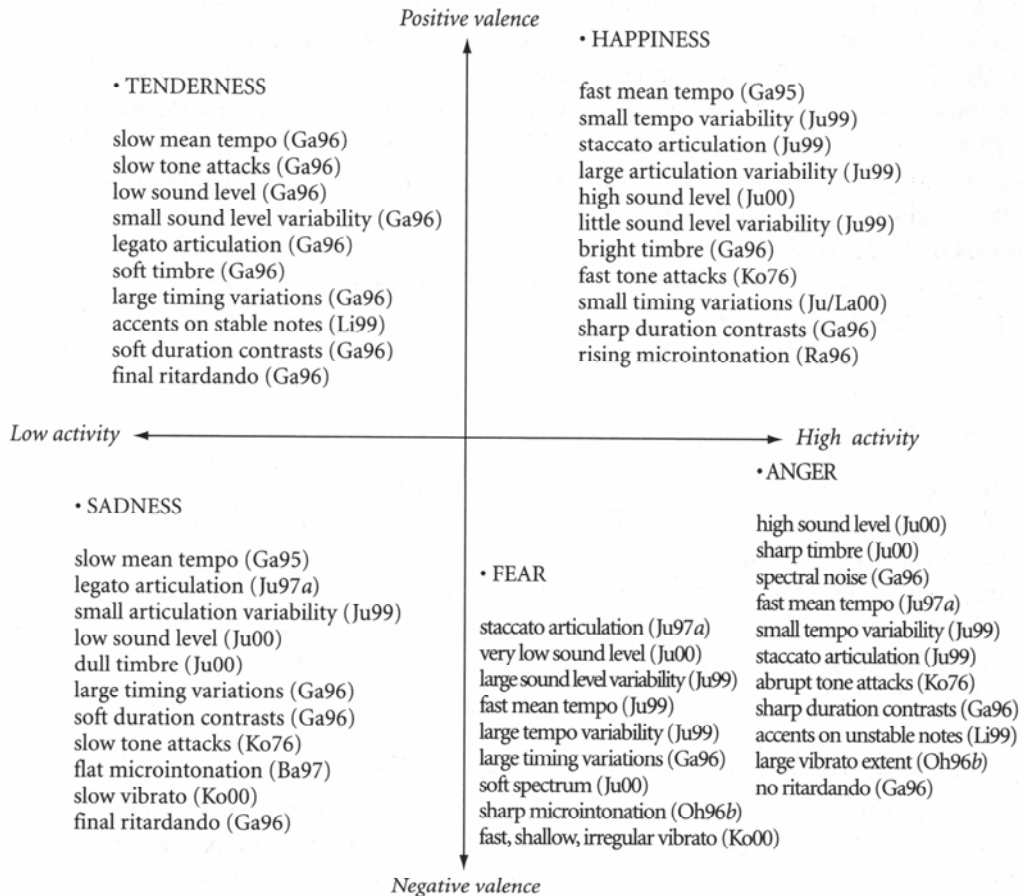 Positive valence
• TENDERNESS
slow mean tempo (Ga96)
slow tone attacks (Ga96)
low sound level (Ga96)
small sound level variability (Ga96)
legato articulation (Ga96)
soft timbre (Ga96)
large timing variations (Ga96)
accents on stable notes (Li99)
soft duration contrasts (Ga96)
final ritardando (Ga96)
• HAPPINESS
fast mean tempo (Ga95)
small tempo variability (Ju99)
staccato articulation (Ju99)
large articulation variability (Ju99)
high sound level (Ju00)
little sound level variability (Ju99)
bright timbre (Ga96)
fast tone attacks (Ko76)
small timing variations (Ju/La00)
sharp duration contrasts (Ga96)
rising microintonation (Ra96)
Low activity
High activity
• SADNESS
slow mean tempo (Ga95)
legato articulation (Ju97a)
small articulation variability (Ju99)
low sound level (Ju00)
dull timbre (Ju00)
large timing variations (Ga96)
soft duration contrasts (Ga96)
slow tone attacks (Ko76)
flat microintonation (Ba97)
slow vibrato (Ko00)
final ritardando (Ga96)
• FEAR
staccato articulation (Ju97a)
very low sound level (Ju00)
large sound level variability (Ju99)
fast mean tempo (Ju99)
large tempo variability (Ju99)
large timing variations (Ga96)
soft spectrum (Ju00)
sharp microintonation (Oh96b)
fast, shallow, irregular vibrato (Ko00)
• ANGER
high sound level (Ju00)
sharp timbre (Ju00)
spectral noise (Ga96)
fast mean tempo (Ju97a)
small tempo variability (Ju99)
staccato articulation (Ju99)
abrupt tone attacks (Ko76)
sharp duration contrasts (Ga96)
accents on unstable notes (Li99)
large vibrato extent (Oh96b)
no ritardando (Ga96)
Negative valence